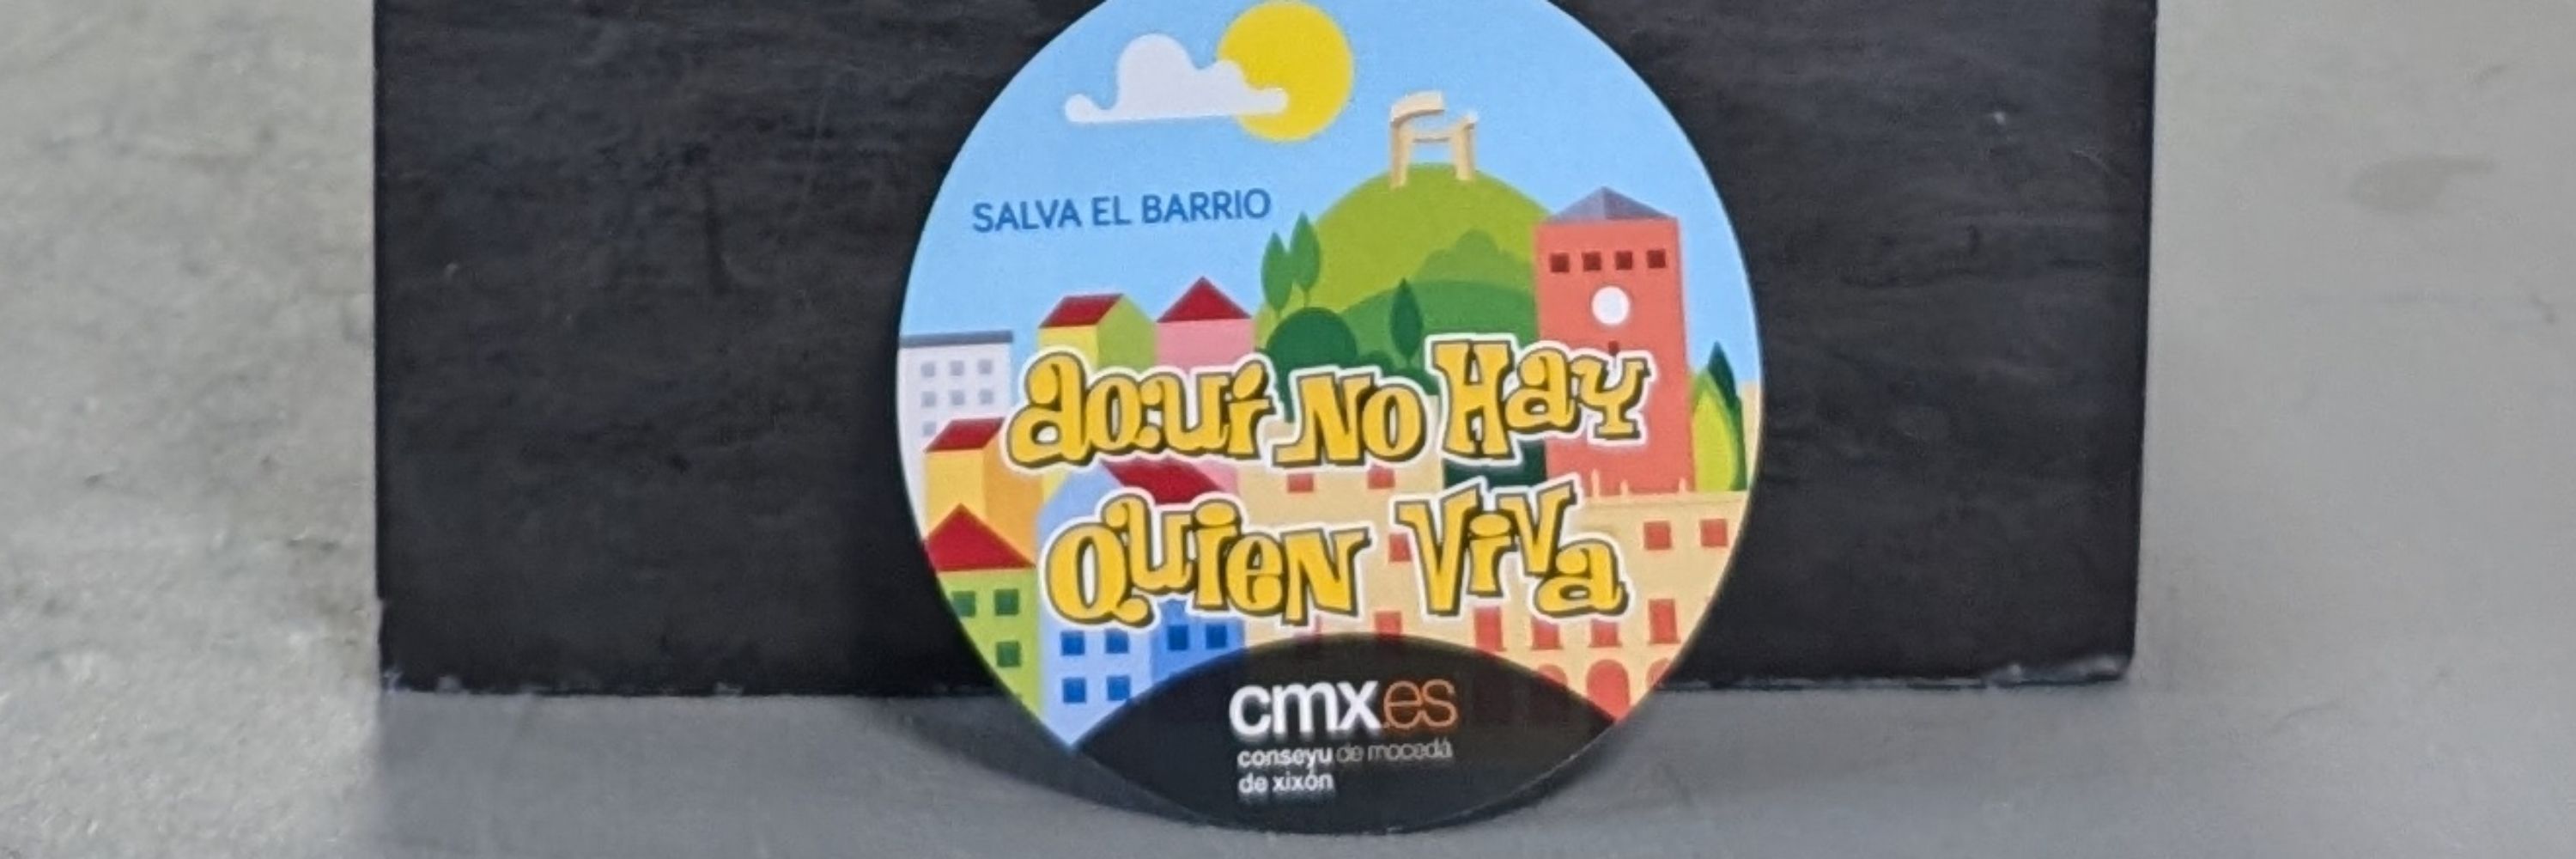 SALVA EL BARRIO
aquí No Hay
Quien Viva
cmx.es
conseyu de mocedá
de xixón